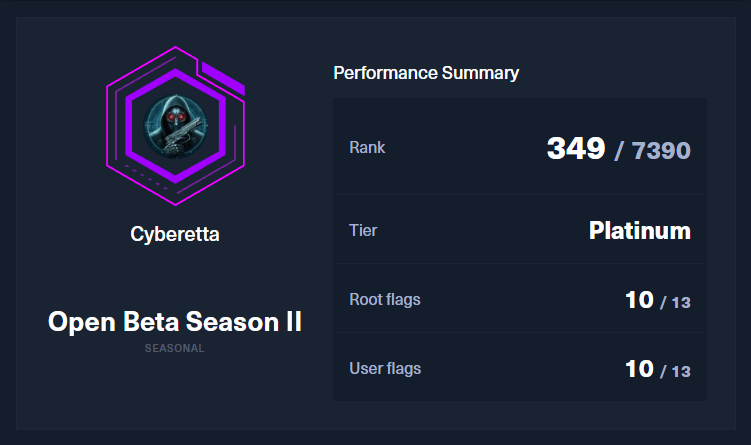 Performance Summary
Rank 349 / 7390
Cyberetta
Tier Platinum
Root flags 10 / 13
Open Beta Season II
SEASONAL
User flags 10 / 13